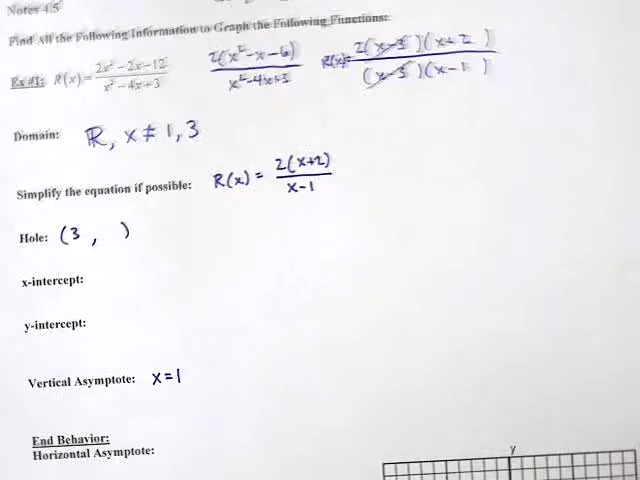 Notes 4.5
Find All the Following Information to Graph the Following Functions:
Ex #1: R(x) = (2x² − 2x − 12)/(x² − 4x + 3) 2(x² − x − 6)/(x² − 4x + 3) R(x) = 2(x − 3)(x + 2)/(x − 3)(x − 1)
Domain: ℝ, x ≠ 1, 3
Simplify the equation if possible: R(x) = 2(x+2)/(x−1)
Hole: (3 , )
x-intercept:
y-intercept:
Vertical Asymptote: x = 1
End Behavior:
Horizontal Asymptote:
y